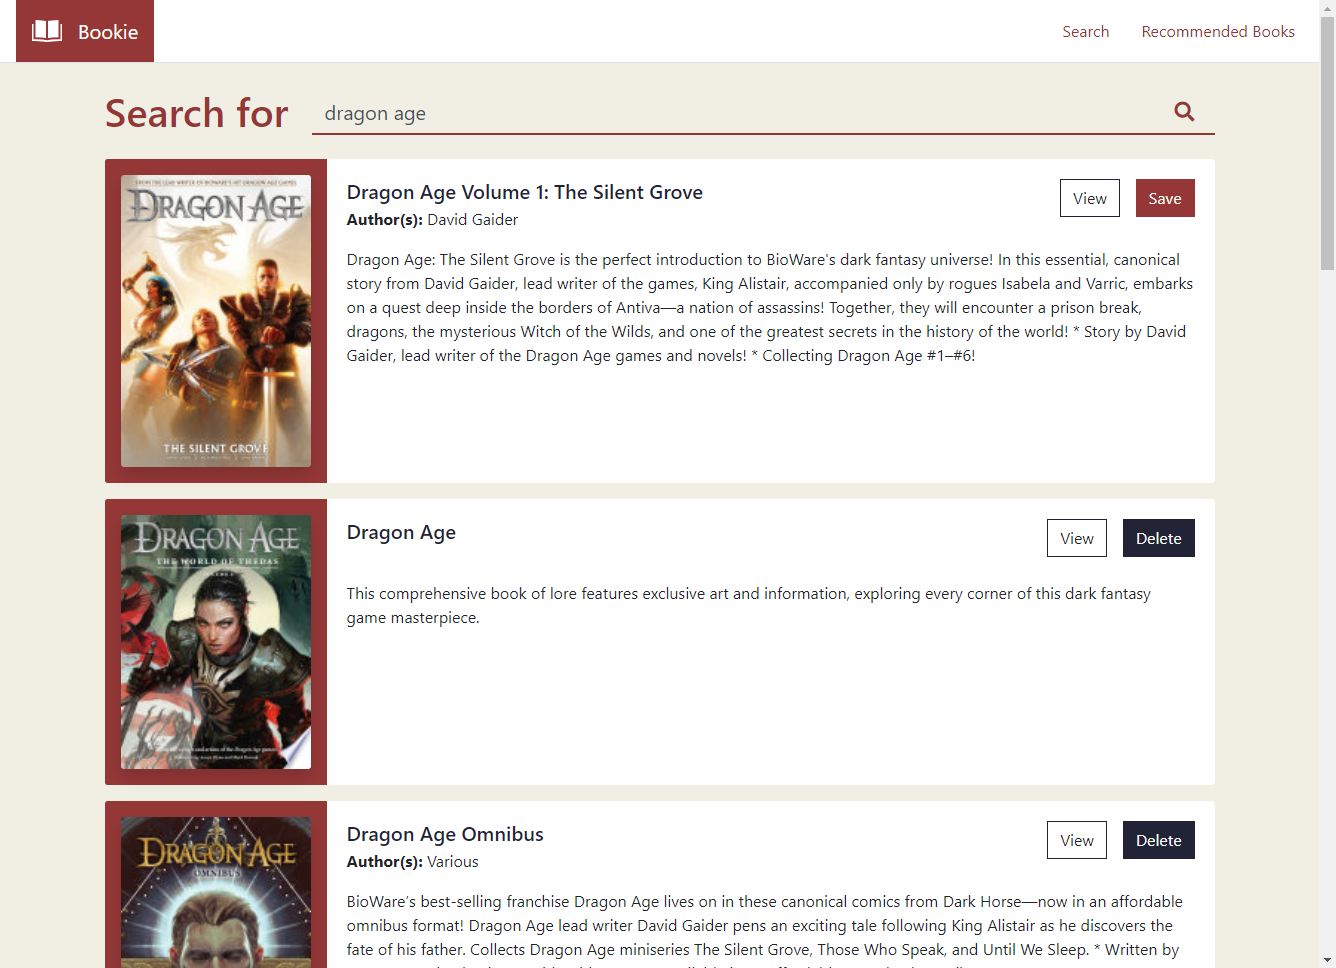 Bookie
Search
Recommended Books
Search for
dragon age
DRAGON AGE
THE SILENT GROVE
Dragon Age Volume 1: The Silent Grove
Author(s): David Gaider
View
Save
Dragon Age: The Silent Grove is the perfect introduction to BioWare's dark fantasy universe! In this essential, canonical
story from David Gaider, lead writer of the games, King Alistair, accompanied only by rogues Isabela and Varric, embarks
on a quest deep inside the borders of Antiva—a nation of assassins! Together, they will encounter a prison break,
dragons, the mysterious Witch of the Wilds, and one of the greatest secrets in the history of the world! * Story by David
Gaider, lead writer of the Dragon Age games and novels! * Collecting Dragon Age #1–#6!
DRAGON AGE
THE WORLD OF THEDAS
Dragon Age
View
Delete
This comprehensive book of lore features exclusive art and information, exploring every corner of this dark fantasy
game masterpiece.
DRAGON AGE
OMNIBUS
Dragon Age Omnibus
Author(s): Various
View
Delete
BioWare's best-selling franchise Dragon Age lives on in these canonical comics from Dark Horse—now in an affordable
omnibus format! Dragon Age lead writer David Gaider pens an exciting tale following King Alistair as he discovers the
fate of his father. Collects Dragon Age miniseries The Silent Grove, Those Who Speak, and Until We Sleep. * Written by